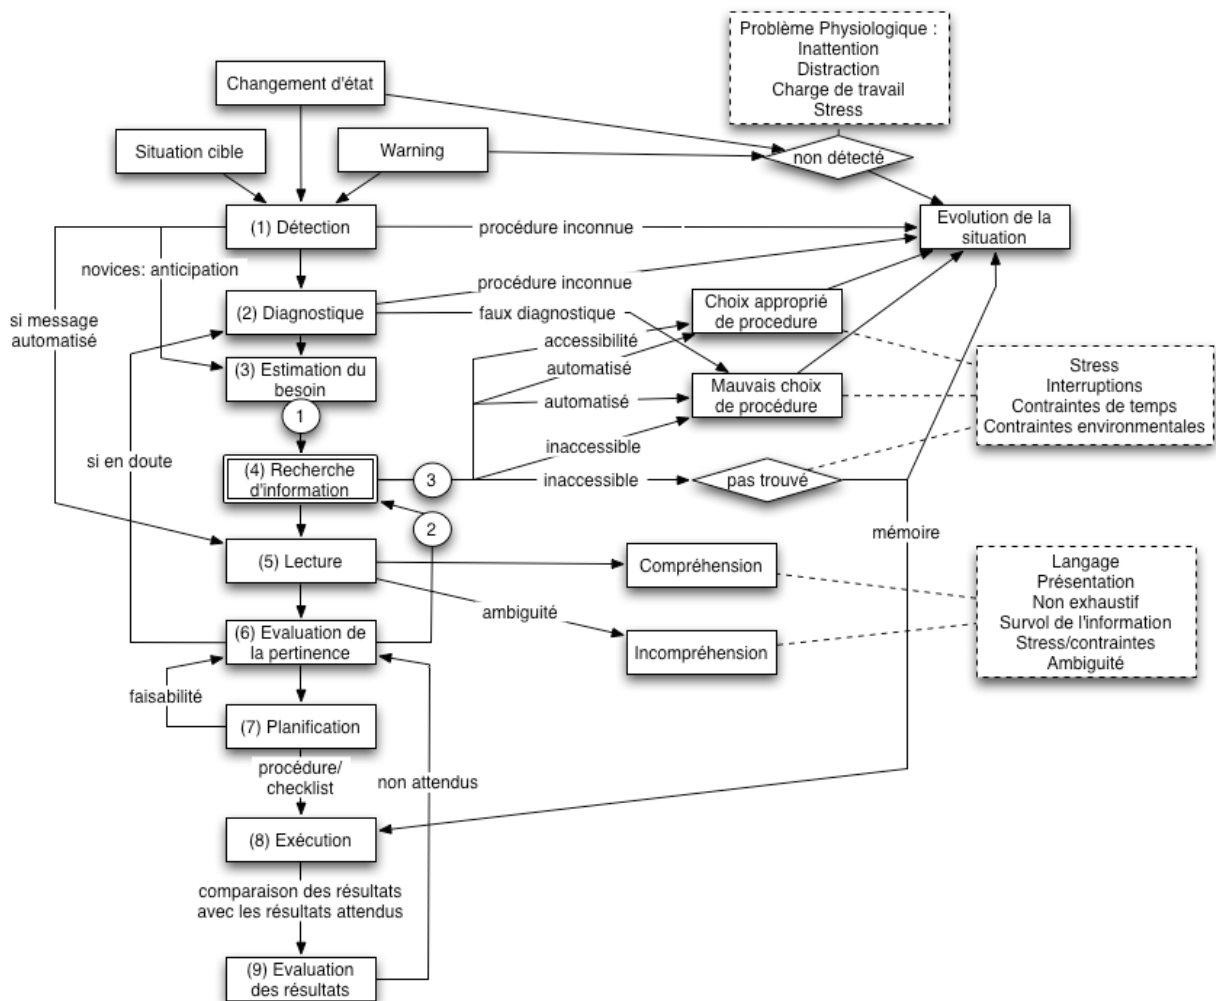 Problème Physiologique :
Inattention
Distraction
Charge de travail
Stress
Changement d'état
Situation cible
Warning
non détecté
(1) Détection
procédure inconnue
Evolution de la
situation
novices: anticipation
procédure inconnue
(2) Diagnostique
faux diagnostique
Choix approprié
de procedure
si message
automatisé
accessibilité
(3) Estimation du
besoin
automatisé
Mauvais choix
de procédure
automatisé
Stress
Interruptions
Contraintes de temps
Contraintes environmentales
1
inaccessible
si en doute
(4) Recherche
d'information
3
inaccessible
pas trouvé
2
mémoire
(5) Lecture
Compréhension
Langage
Présentation
Non exhaustif
Survol de l'information
Stress/contraintes
Ambiguité
ambiguité
(6) Evaluation de
la pertinence
Incompréhension
faisabilité
(7) Planification
procédure/
checklist
non attendus
(8) Exécution
comparaison des résultats
avec les résultats attendus
(9) Evaluation
des résultats